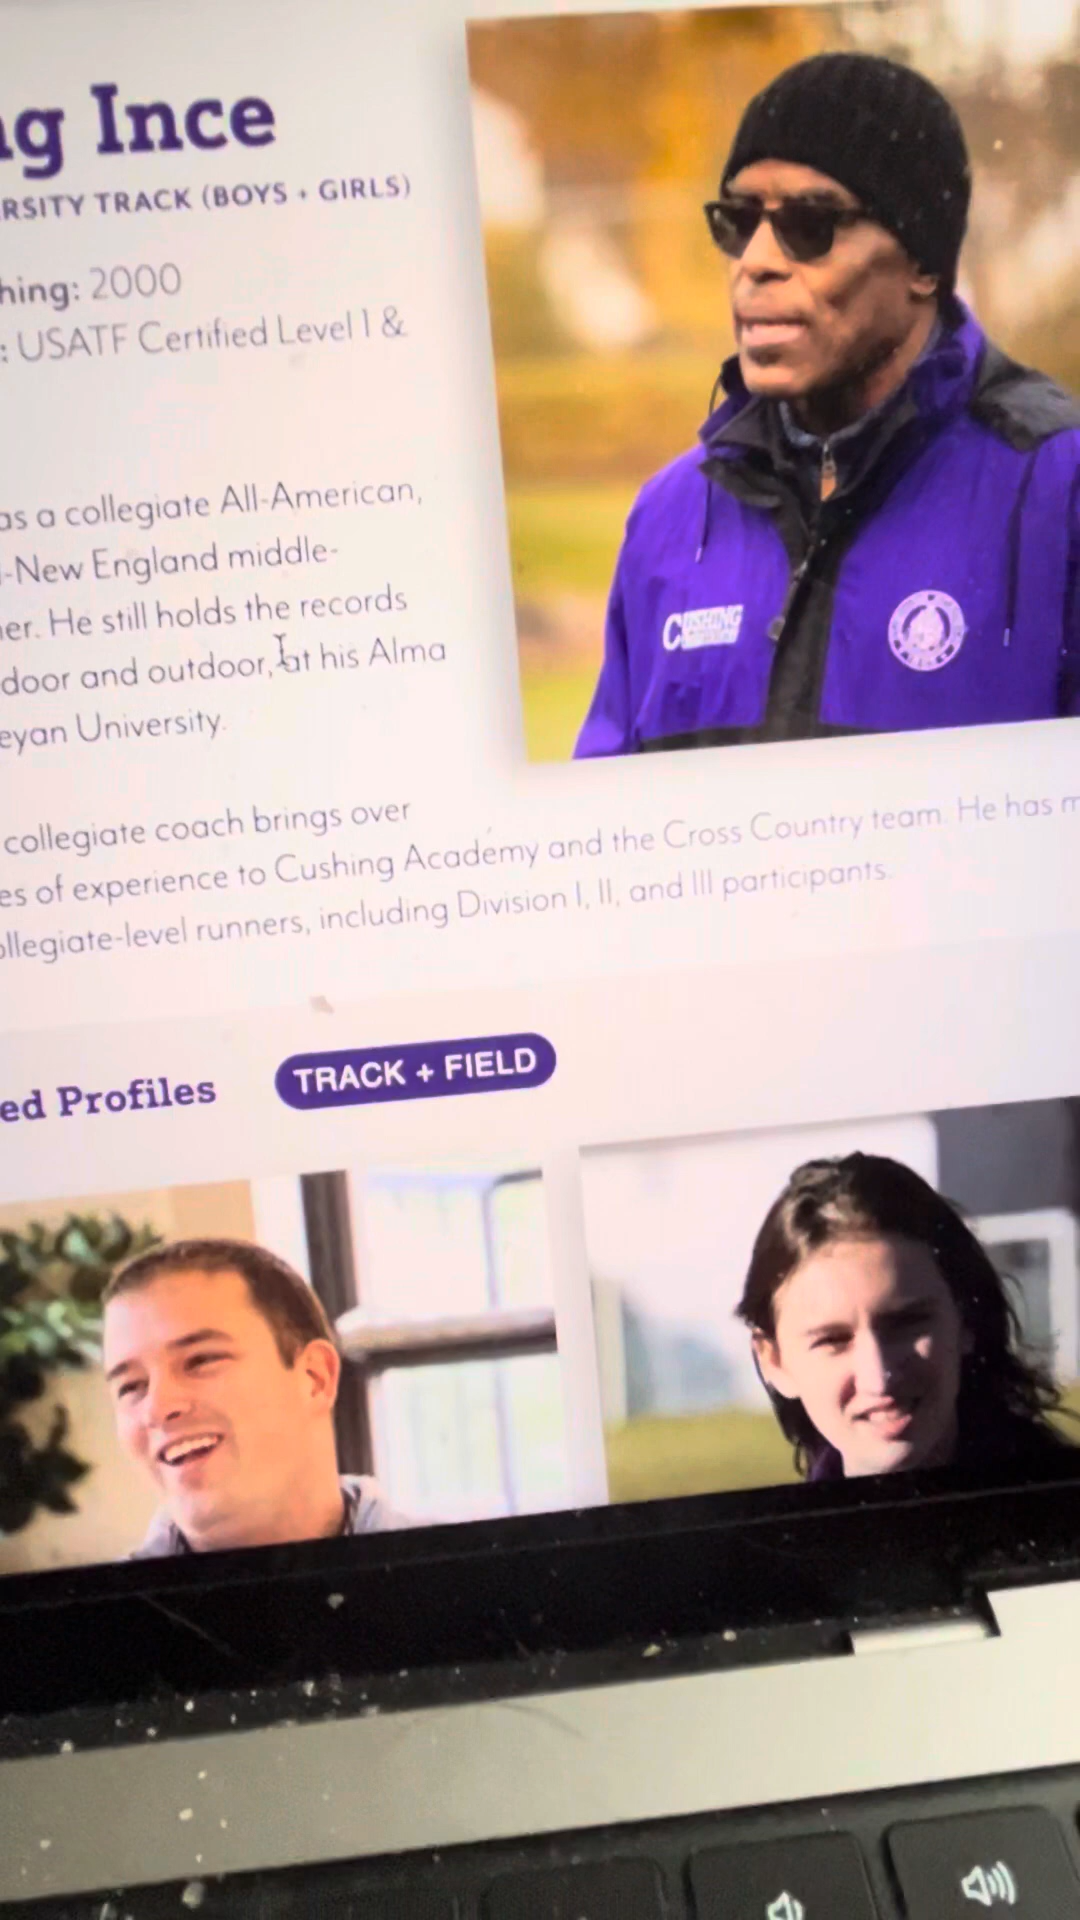 g Ince
RSITY TRACK (BOYS + GIRLS)
hing: 2000
: USATF Certified Level I &
as a collegiate All-American,
-New England middle-
er. He still holds the records
door and outdoor, at his Alma
eyan University.
collegiate coach brings over
es of experience to Cushing Academy and the Cross Country team. He has m
ollegiate-level runners, including Division I, II, and III participants.
CUSHING
ed Profiles
TRACK + FIELD